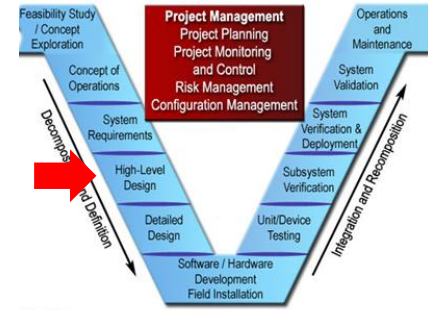 Feasibility Study
/ Concept
Exploration
Concept of
Operations
System
Requirements
High-Level
Design
Detailed
Design
Software / Hardware
Development
Field Installation
Unit/Device
Testing
Subsystem
Verification
System
Verification &
Deployment
System
Validation
Operations
and
Maintenance
Project Management
Project Planning
Project Monitoring
and Control
Risk Management
Configuration Management
Definition
Integration and Recomposition